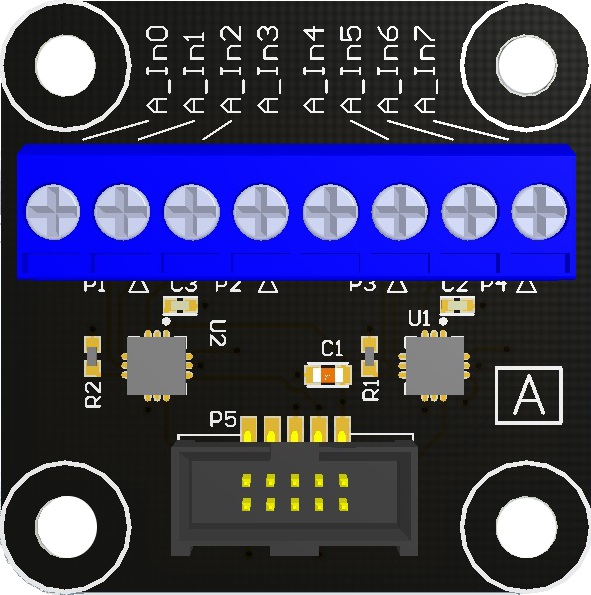 A_In0
A_In1
A_In2
A_In3
A_In4
A_In5
A_In6
A_In7
P1
C3
P2
P3
C2
P4
U2
U1
C1
R2
R1
A
P5